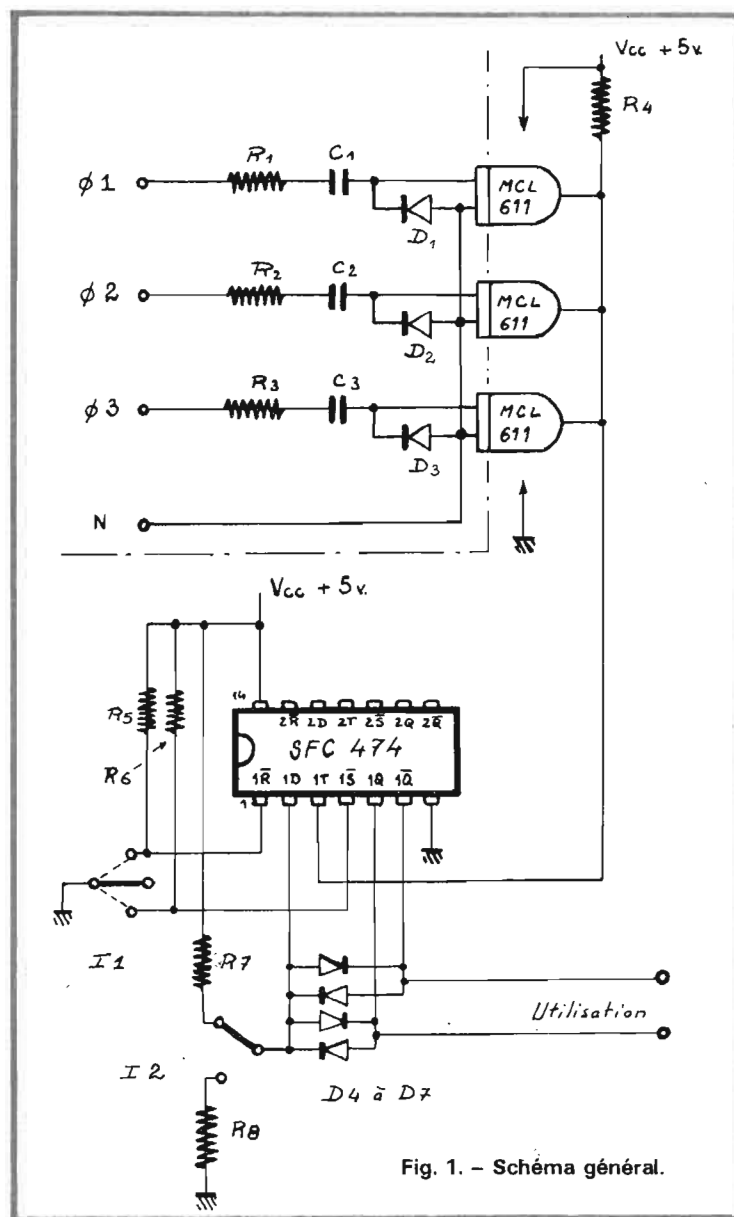 Vcc + 5v.
R4
R1
C1
MCL
611
ϕ1
D1
R2
C2
MCL
611
ϕ2
D2
R3
C3
MCL
611
ϕ3
D3
N
Vcc + 5v.
14
2R̅ 2D 2T 2S̅ 2Q 2Q̅
SFC 474
1R̅ 1D 1T 1S̅ 1Q 1Q̅
1
R5
R6
I1
R7
Utilisation
I2
D4 à D7
R8
Fig. 1. – Schéma général.